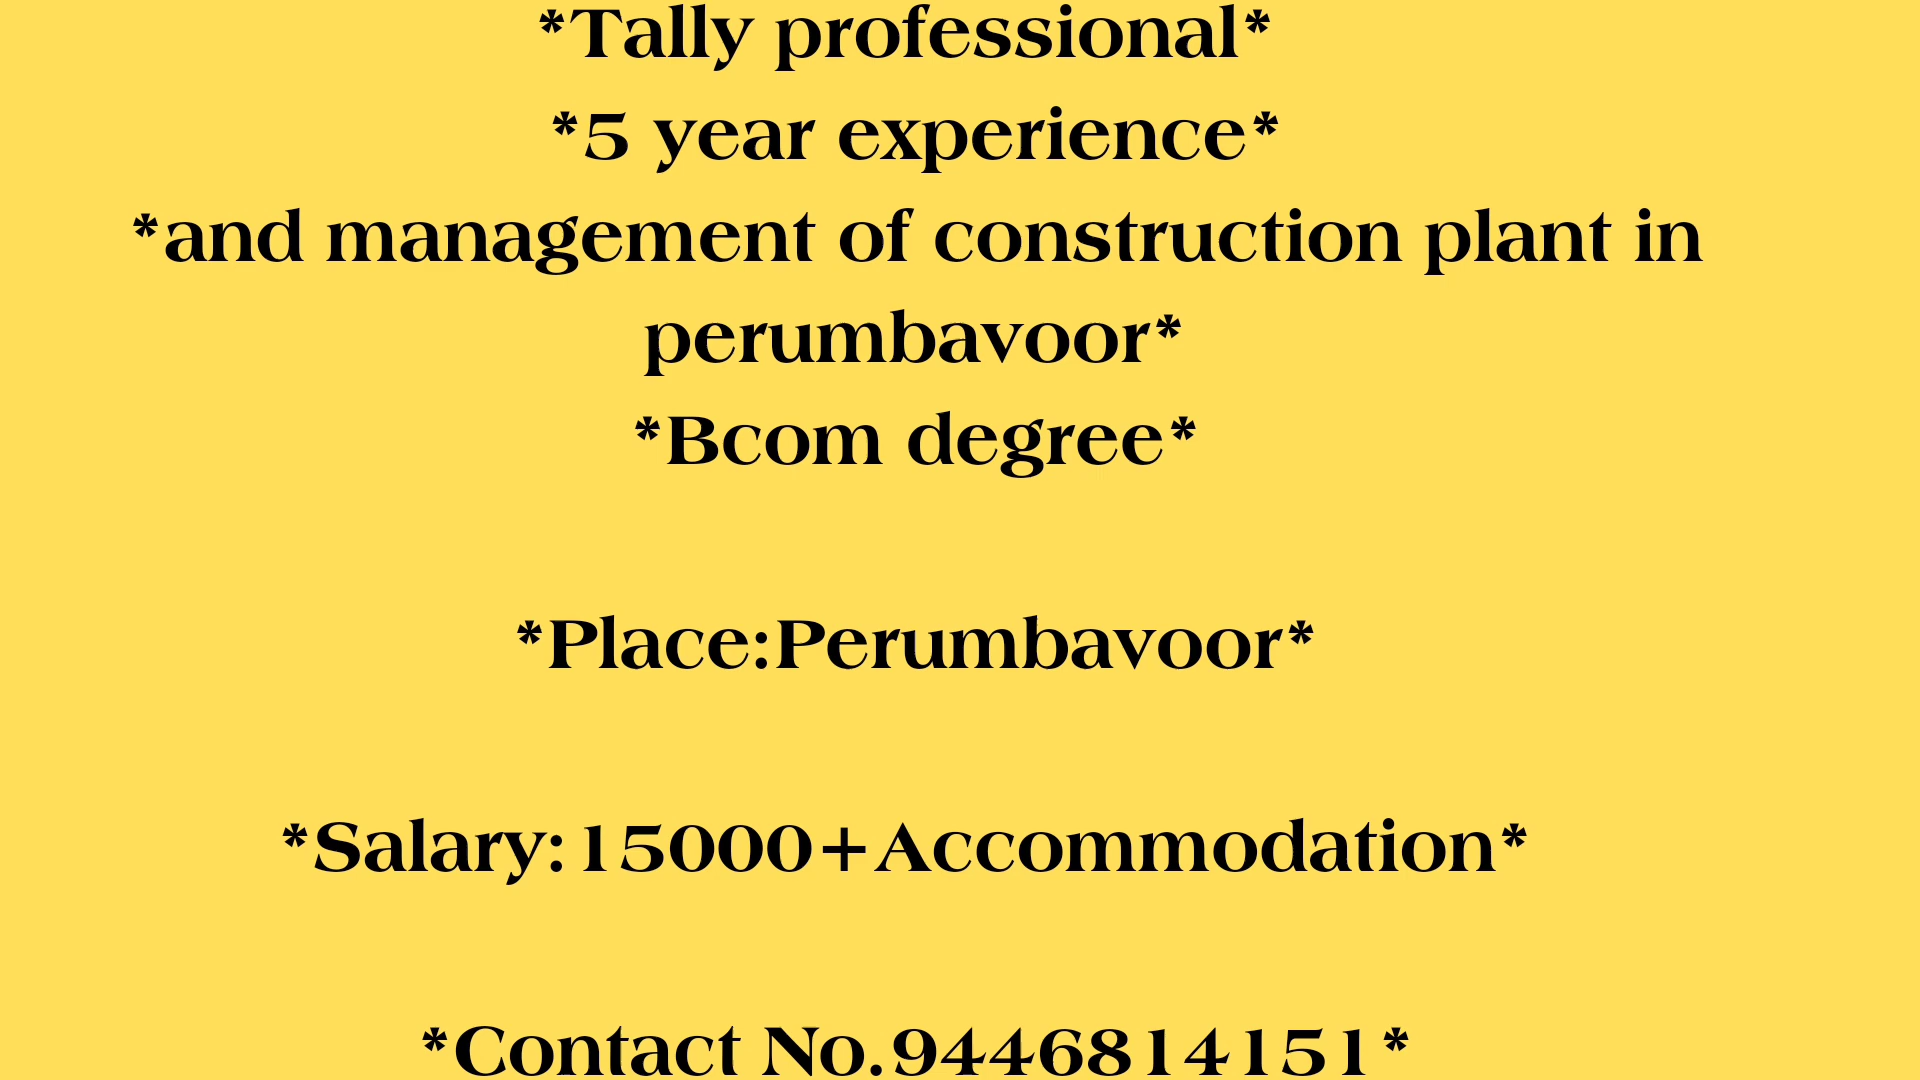 *Tally professional*
*5 year experience*
*and management of construction plant in
perumbavoor*
*Bcom degree*
*Place:Perumbavoor*
*Salary:15000+Accommodation*
*Contact No.9446814151*